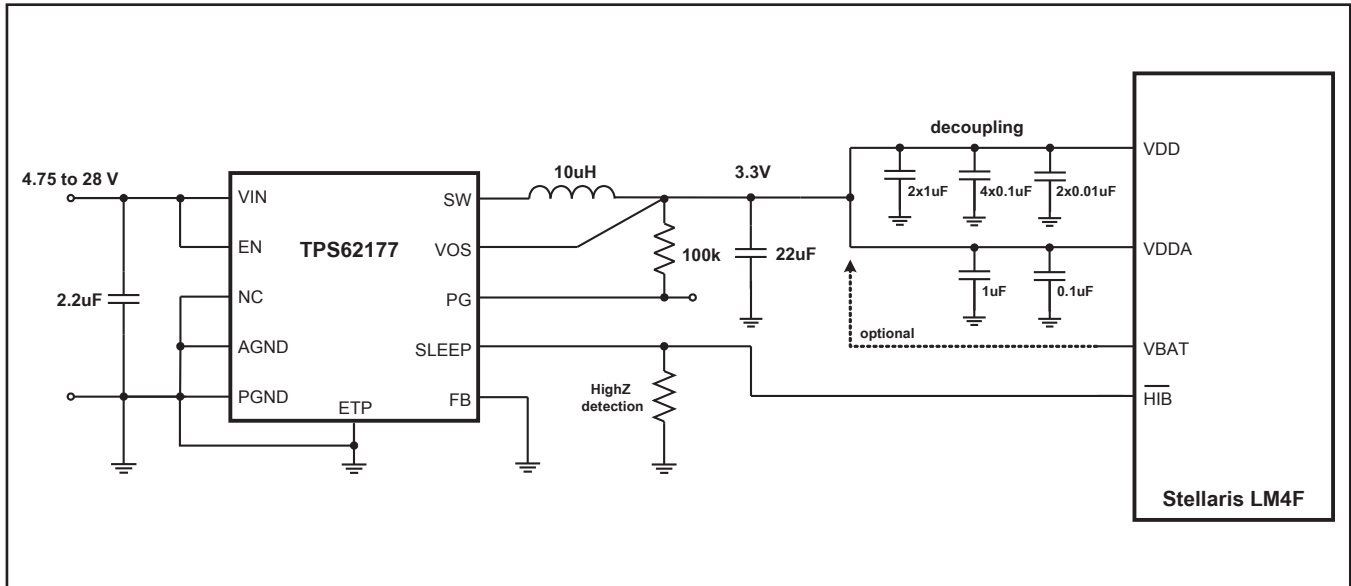 4.75 to 28 V
2.2uF
VIN
EN
NC
AGND
PGND
TPS62177
ETP
SW
VOS
PG
SLEEP
FB
10uH
100k
3.3V
22uF
HighZ
detection
decoupling
2x1uF
4x0.1uF
2x0.01uF
1uF
0.1uF
optional
VDD
VDDA
VBAT
HIB
Stellaris LM4F